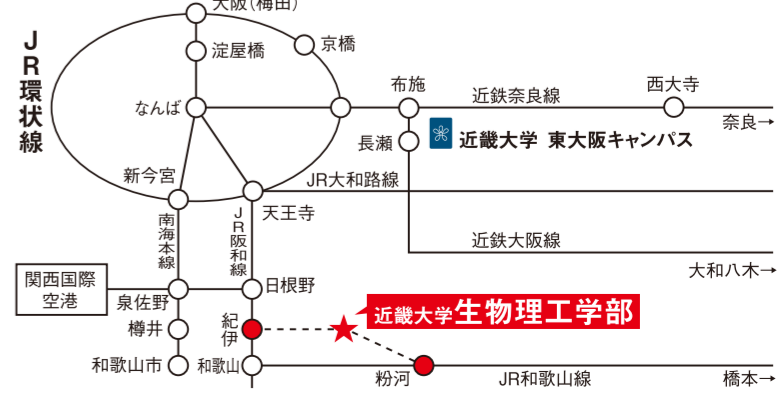 大阪(梅田)
JR環状線
淀屋橋
京橋
なんば
布施
近鉄奈良線
西大寺
奈良→
長瀬
近畿大学 東大阪キャンパス
新今宮
JR大和路線
天王寺
南海本線
JR阪和線
近鉄大阪線
大和八木→
関西国際
空港
泉佐野
日根野
近畿大学生物理工学部
樽井
紀伊
和歌山市
和歌山
粉河
JR和歌山線
橋本→